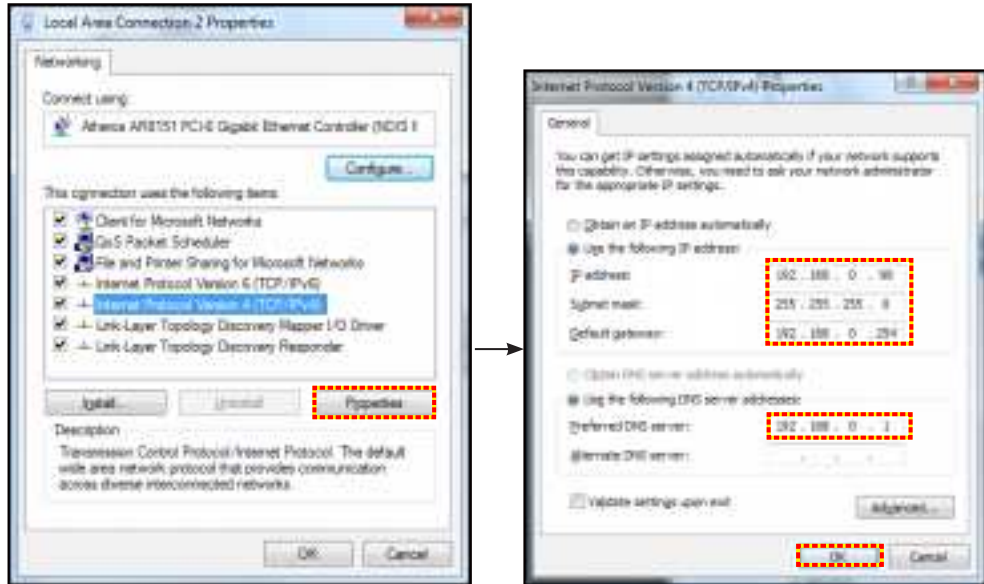 Local Area Connection 2 Properties
Networking
Connect using:
Atheros AR8151 PCI-E Gigabit Ethernet Controller (NDIS 6
Configure...
This connection uses the following items:
Client for Microsoft Networks
QoS Packet Scheduler
File and Printer Sharing for Microsoft Networks
Internet Protocol Version 6 (TCP/IPv6)
Internet Protocol Version 4 (TCP/IPv4)
Link-Layer Topology Discovery Mapper I/O Driver
Link-Layer Topology Discovery Responder
Install...
Uninstall
Properties
Description
Transmission Control Protocol/Internet Protocol. The default
wide area network protocol that provides communication
across diverse interconnected networks.
OK
Cancel
Internet Protocol Version 4 (TCP/IPv4) Properties
General
You can get IP settings assigned automatically if your network supports
this capability. Otherwise, you need to ask your network administrator
for the appropriate IP settings.
Obtain an IP address automatically
Use the following IP address:
IP address:
192 . 168 . 0 .
Subnet mask:
255 . 255 . 255 . 0
Default gateway:
192 . 168 . 0 . 254
Obtain DNS server address automatically
Use the following DNS server addresses:
Preferred DNS server:
192 . 168 . 0 . 1
Alternate DNS server:
. . .
Validate settings upon exit
Advanced...
OK
Cancel